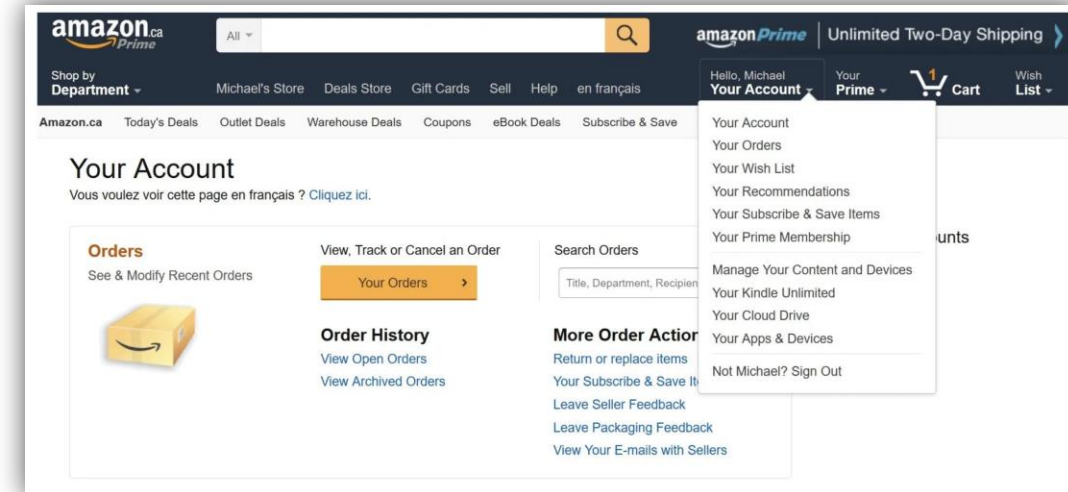 amazon.ca
Prime
All
amazonPrime | Unlimited Two-Day Shipping
Shop by
Department
Michael's Store Deals Store Gift Cards Sell Help en français
Hello, Michael
Your Account
Your
Prime
1
Cart
Wish
List
Amazon.ca Today's Deals Outlet Deals Warehouse Deals Coupons eBook Deals Subscribe & Save
Your Account
Your Orders
Your Wish List
Your Recommendations
Your Subscribe & Save Items
Your Prime Membership
Manage Your Content and Devices
Your Kindle Unlimited
Your Cloud Drive
Your Apps & Devices
Not Michael? Sign Out
Your Account
Vous voulez voir cette page en français ? Cliquez ici.
Orders
See & Modify Recent Orders
View, Track or Cancel an Order
Your Orders
Order History
View Open Orders
View Archived Orders
Search Orders
Title, Department, Recipien
More Order Action
Return or replace items
Your Subscribe & Save
Leave Seller Feedback
Leave Packaging Feedback
View Your E-mails with Sellers